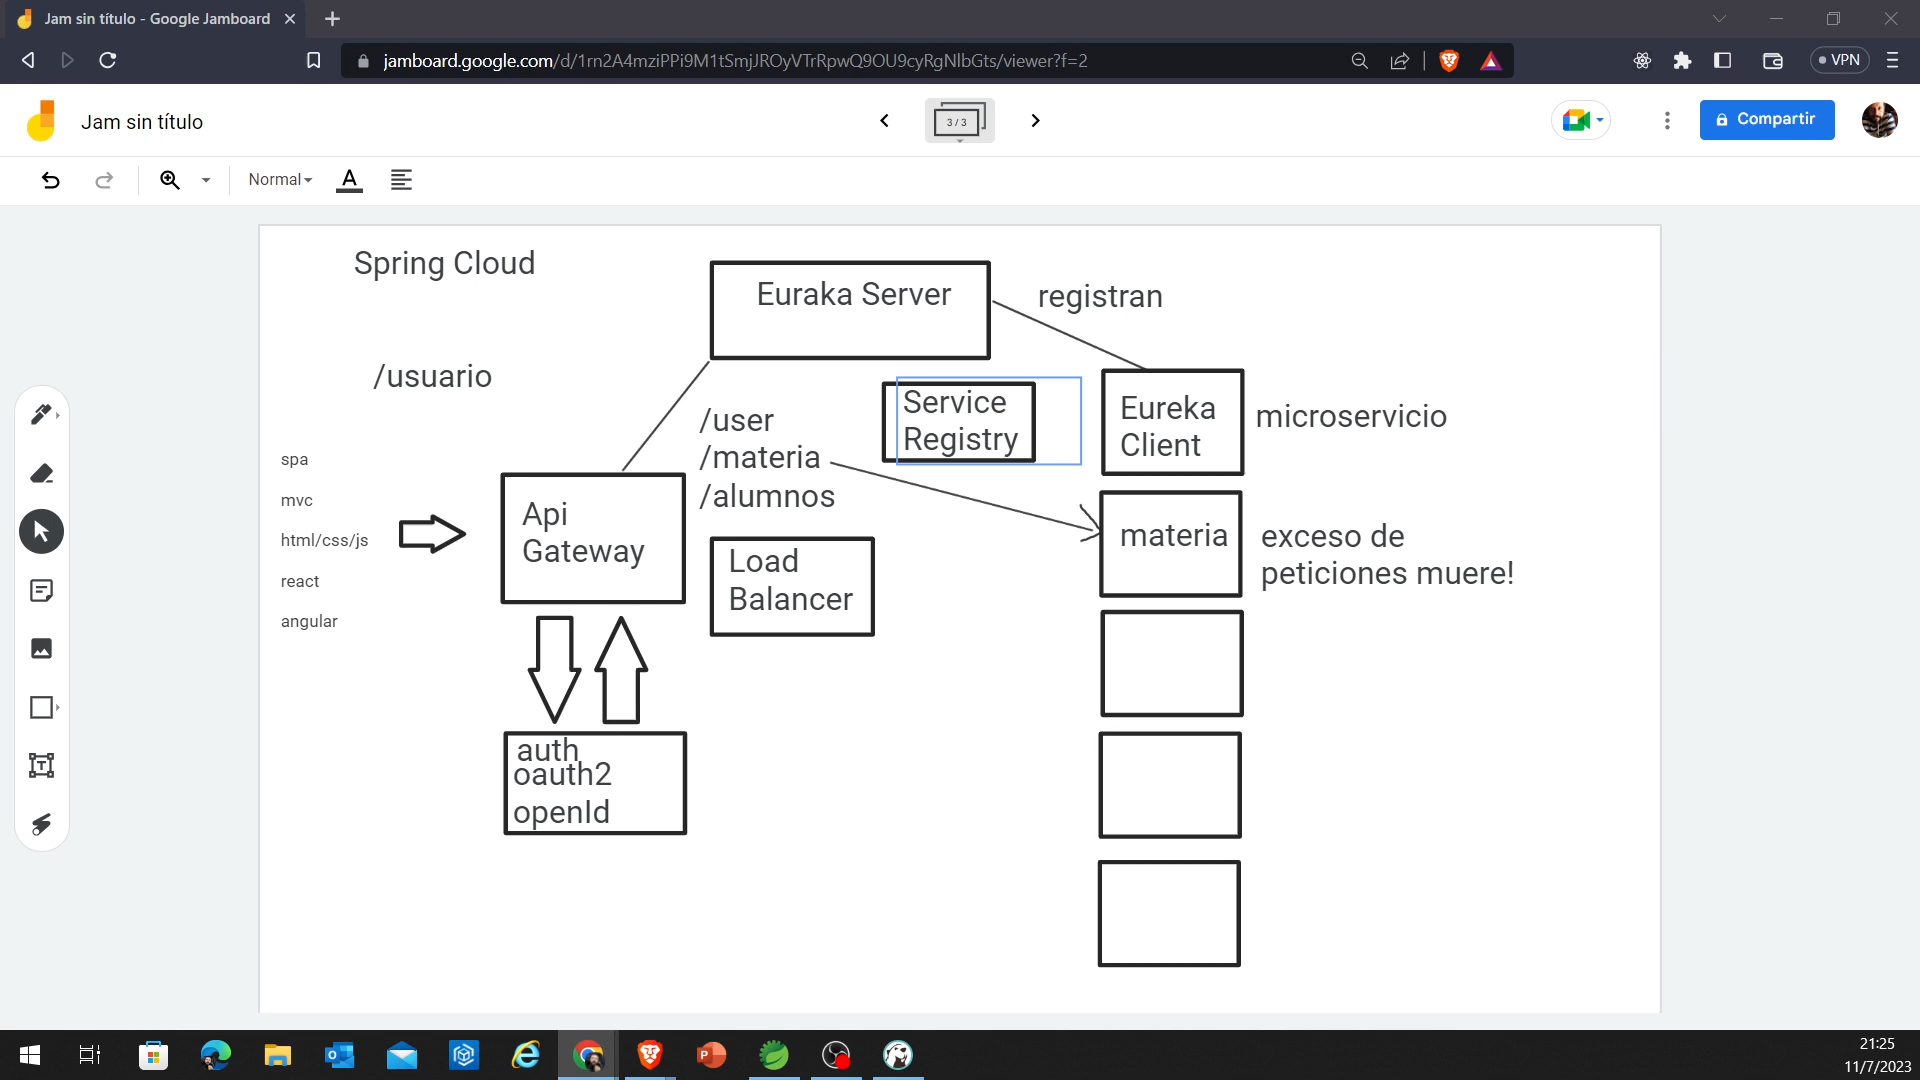 Jam sin título - Google Jamboard
jamboard.google.com/d/1rn2A4mziPPi9M1tSmjJROyVTrRpwQ9OU9cyRgNlbGts/viewer?f=2
VPN
Jam sin título
3 / 3
Compartir
Normal
Spring Cloud
Euraka Server
registran
/usuario
Service
Registry
Eureka
Client
microservicio
/user
/materia
/alumnos
spa
mvc
html/css/js
react
angular
Api
Gateway
Load
Balancer
materia
exceso de
peticiones muere!
auth
oauth2
openId
21:25
11/7/2023